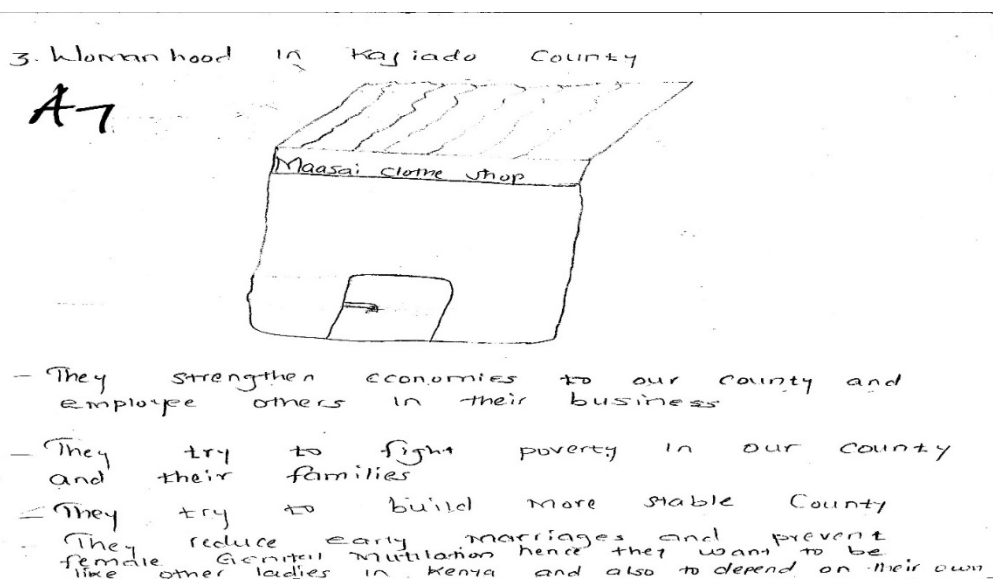 3. Womanhood in Kajiado County
A7
Maasai clothe shop
- They strengthen economies to our county and
employee others in their business
- They try to fight poverty in our county
and their families
- They try to build more stable County
They reduce early marriages and prevent
female Genitell Mutilation hence they want to be
like other ladies in Kenya and also to depend on their own